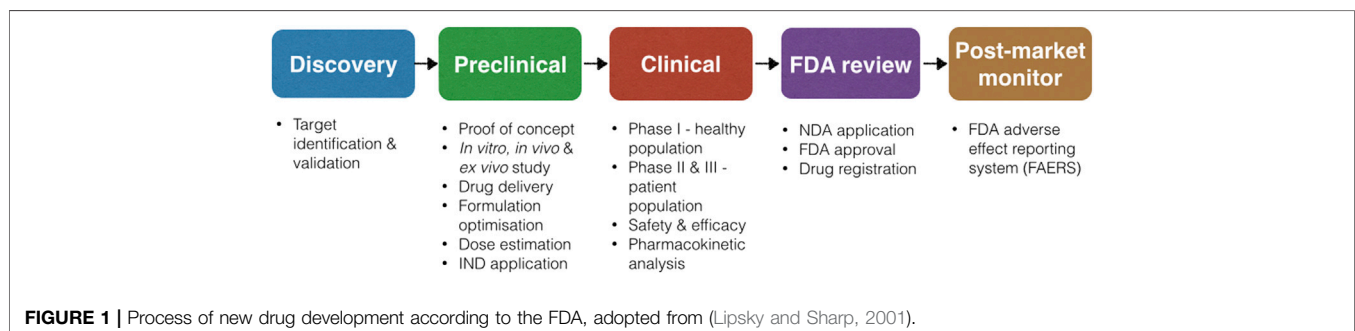 Discovery
Preclinical
Clinical
FDA review
Post-market
monitor
• Target
identification &
validation
• Proof of concept
• In vitro, in vivo &
ex vivo study
• Drug delivery
• Formulation
optimisation
• Dose estimation
• IND application
• Phase I - healthy
population
• Phase II & III -
patient
population
• Safety & efficacy
• Pharmacokinetic
analysis
• NDA application
• FDA approval
• Drug registration
• FDA adverse
effect reporting
system (FAERS)
FIGURE 1 | Process of new drug development according to the FDA, adopted from (Lipsky and Sharp, 2001).